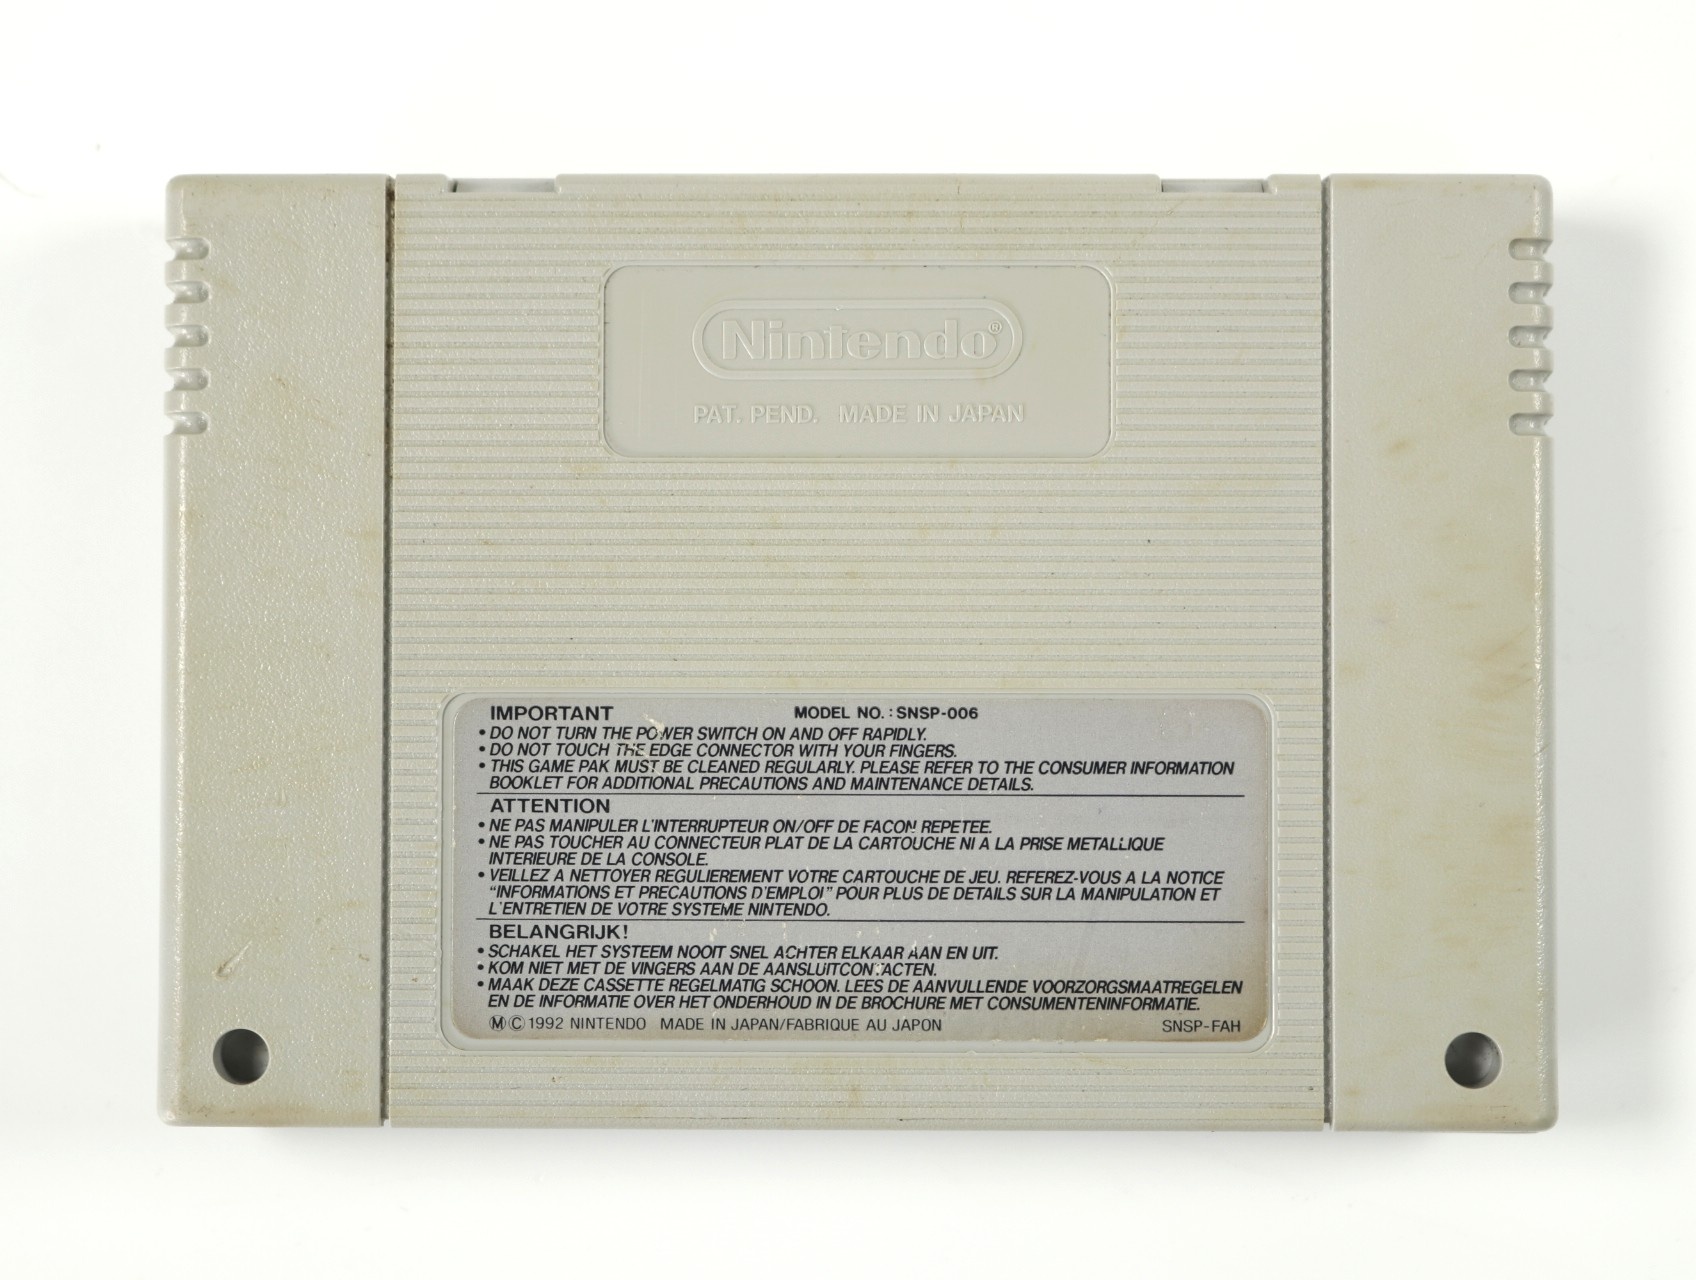 Nintendo®
PAT. PEND. MADE IN JAPAN
IMPORTANT MODEL NO. : SNSP-006
• DO NOT TURN THE POWER SWITCH ON AND OFF RAPIDLY.
• DO NOT TOUCH THE EDGE CONNECTOR WITH YOUR FINGERS.
• THIS GAME PAK MUST BE CLEANED REGULARLY. PLEASE REFER TO THE CONSUMER INFORMATION
BOOKLET FOR ADDITIONAL PRECAUTIONS AND MAINTENANCE DETAILS.
ATTENTION
• NE PAS MANIPULER L'INTERRUPTEUR ON/OFF DE FACON REPETEE.
• NE PAS TOUCHER AU CONNECTEUR PLAT DE LA CARTOUCHE NI A LA PRISE METALLIQUE
INTERIEURE DE LA CONSOLE.
• VEILLEZ A NETTOYER REGULIEREMENT VOTRE CARTOUCHE DE JEU. REFEREZ-VOUS A LA NOTICE
"INFORMATIONS ET PRECAUTIONS D'EMPLOI" POUR PLUS DE DETAILS SUR LA MANIPULATION ET
L'ENTRETIEN DE VOTRE SYSTEME NINTENDO.
BELANGRIJK!
• SCHAKEL HET SYSTEEM NOOIT SNEL ACHTER ELKAAR AAN EN UIT.
• KOM NIET MET DE VINGERS AAN DE AANSLUITCONTACTEN.
• MAAK DEZE CASSETTE REGELMATIG SCHOON. LEES DE AANVULLENDE VOORZORGSMAATREGELEN
EN DE INFORMATIE OVER HET ONDERHOUD IN DE BROCHURE MET CONSUMENTENINFORMATIE.
Ⓜ©1992 NINTENDO MADE IN JAPAN/FABRIQUE AU JAPON SNSP-FAH